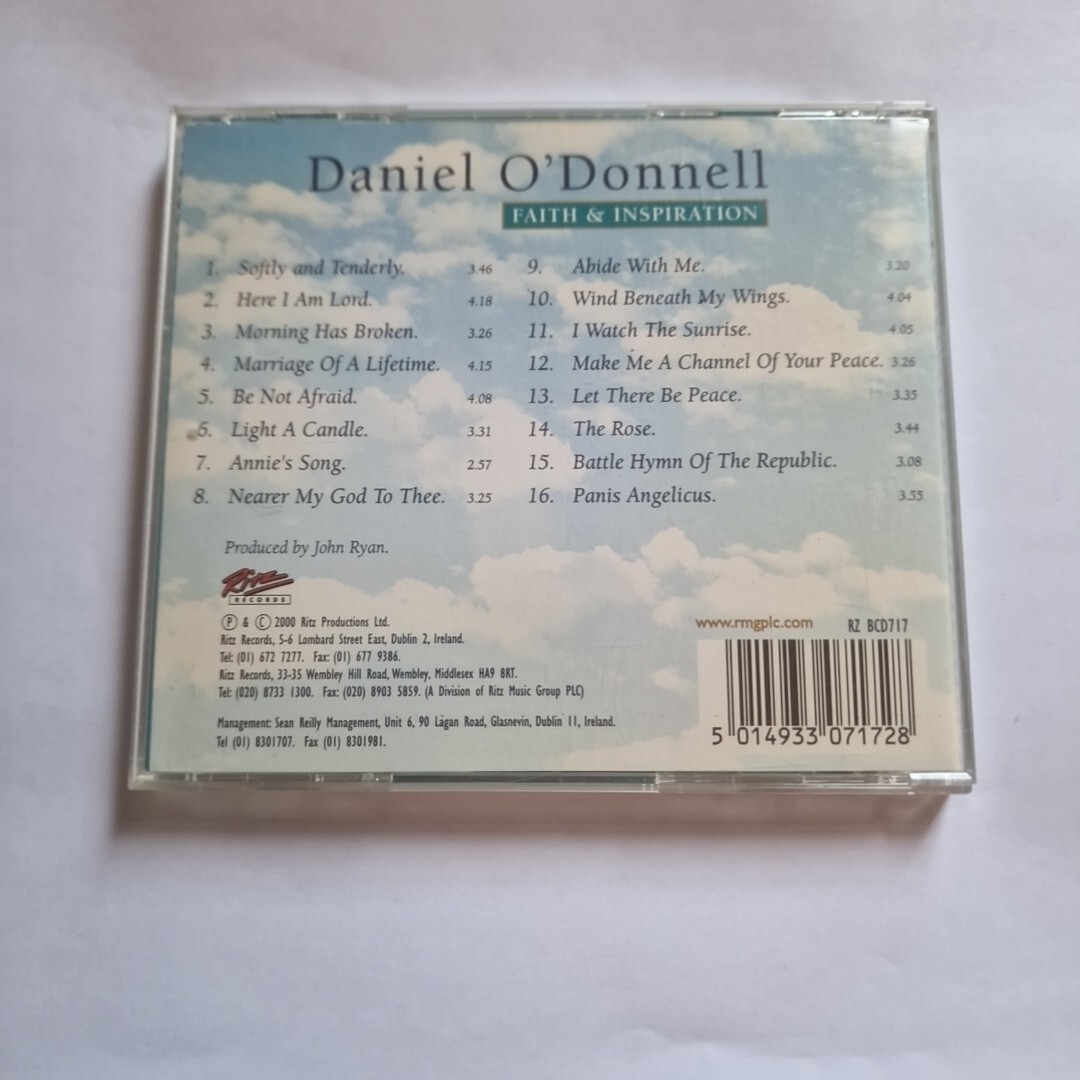 Daniel O'Donnell
FAITH & INSPIRATION
1. Softly and Tenderly. 3.46
2. Here I Am Lord. 4.18
3. Morning Has Broken. 3.26
4. Marriage Of A Lifetime. 4.15
5. Be Not Afraid. 4.08
6. Light A Candle. 3.31
7. Annie's Song. 2.57
8. Nearer My God To Thee. 3.25
9. Abide With Me. 3.20
10. Wind Beneath My Wings. 4.04
11. I Watch The Sunrise. 4.05
12. Make Me A Channel Of Your Peace. 3.26
13. Let There Be Peace. 3.35
14. The Rose. 3.44
15. Battle Hymn Of The Republic. 3.08
16. Panis Angelicus. 3.55
Produced by John Ryan.
Ritz
RECORDS
Ⓟ & Ⓒ 2000 Ritz Productions Ltd.
Ritz Records, 5-6 Lombard Street East, Dublin 2, Ireland.
Tel: (01) 672 7277. Fax: (01) 677 9386.
Ritz Records, 33-35 Wembley Hill Road, Wembley, Middlesex HA9 8RT.
Tel: (020) 8733 1300. Fax: (020) 8903 5859. (A Division of Ritz Music Group PLC)
Management: Sean Reilly Management, Unit 6, 90 Lagan Road, Glasnevin, Dublin 11, Ireland.
Tel (01) 8301707. Fax (01) 8301981.
www.rmgplc.com RZ BCD717
5 014933 071728